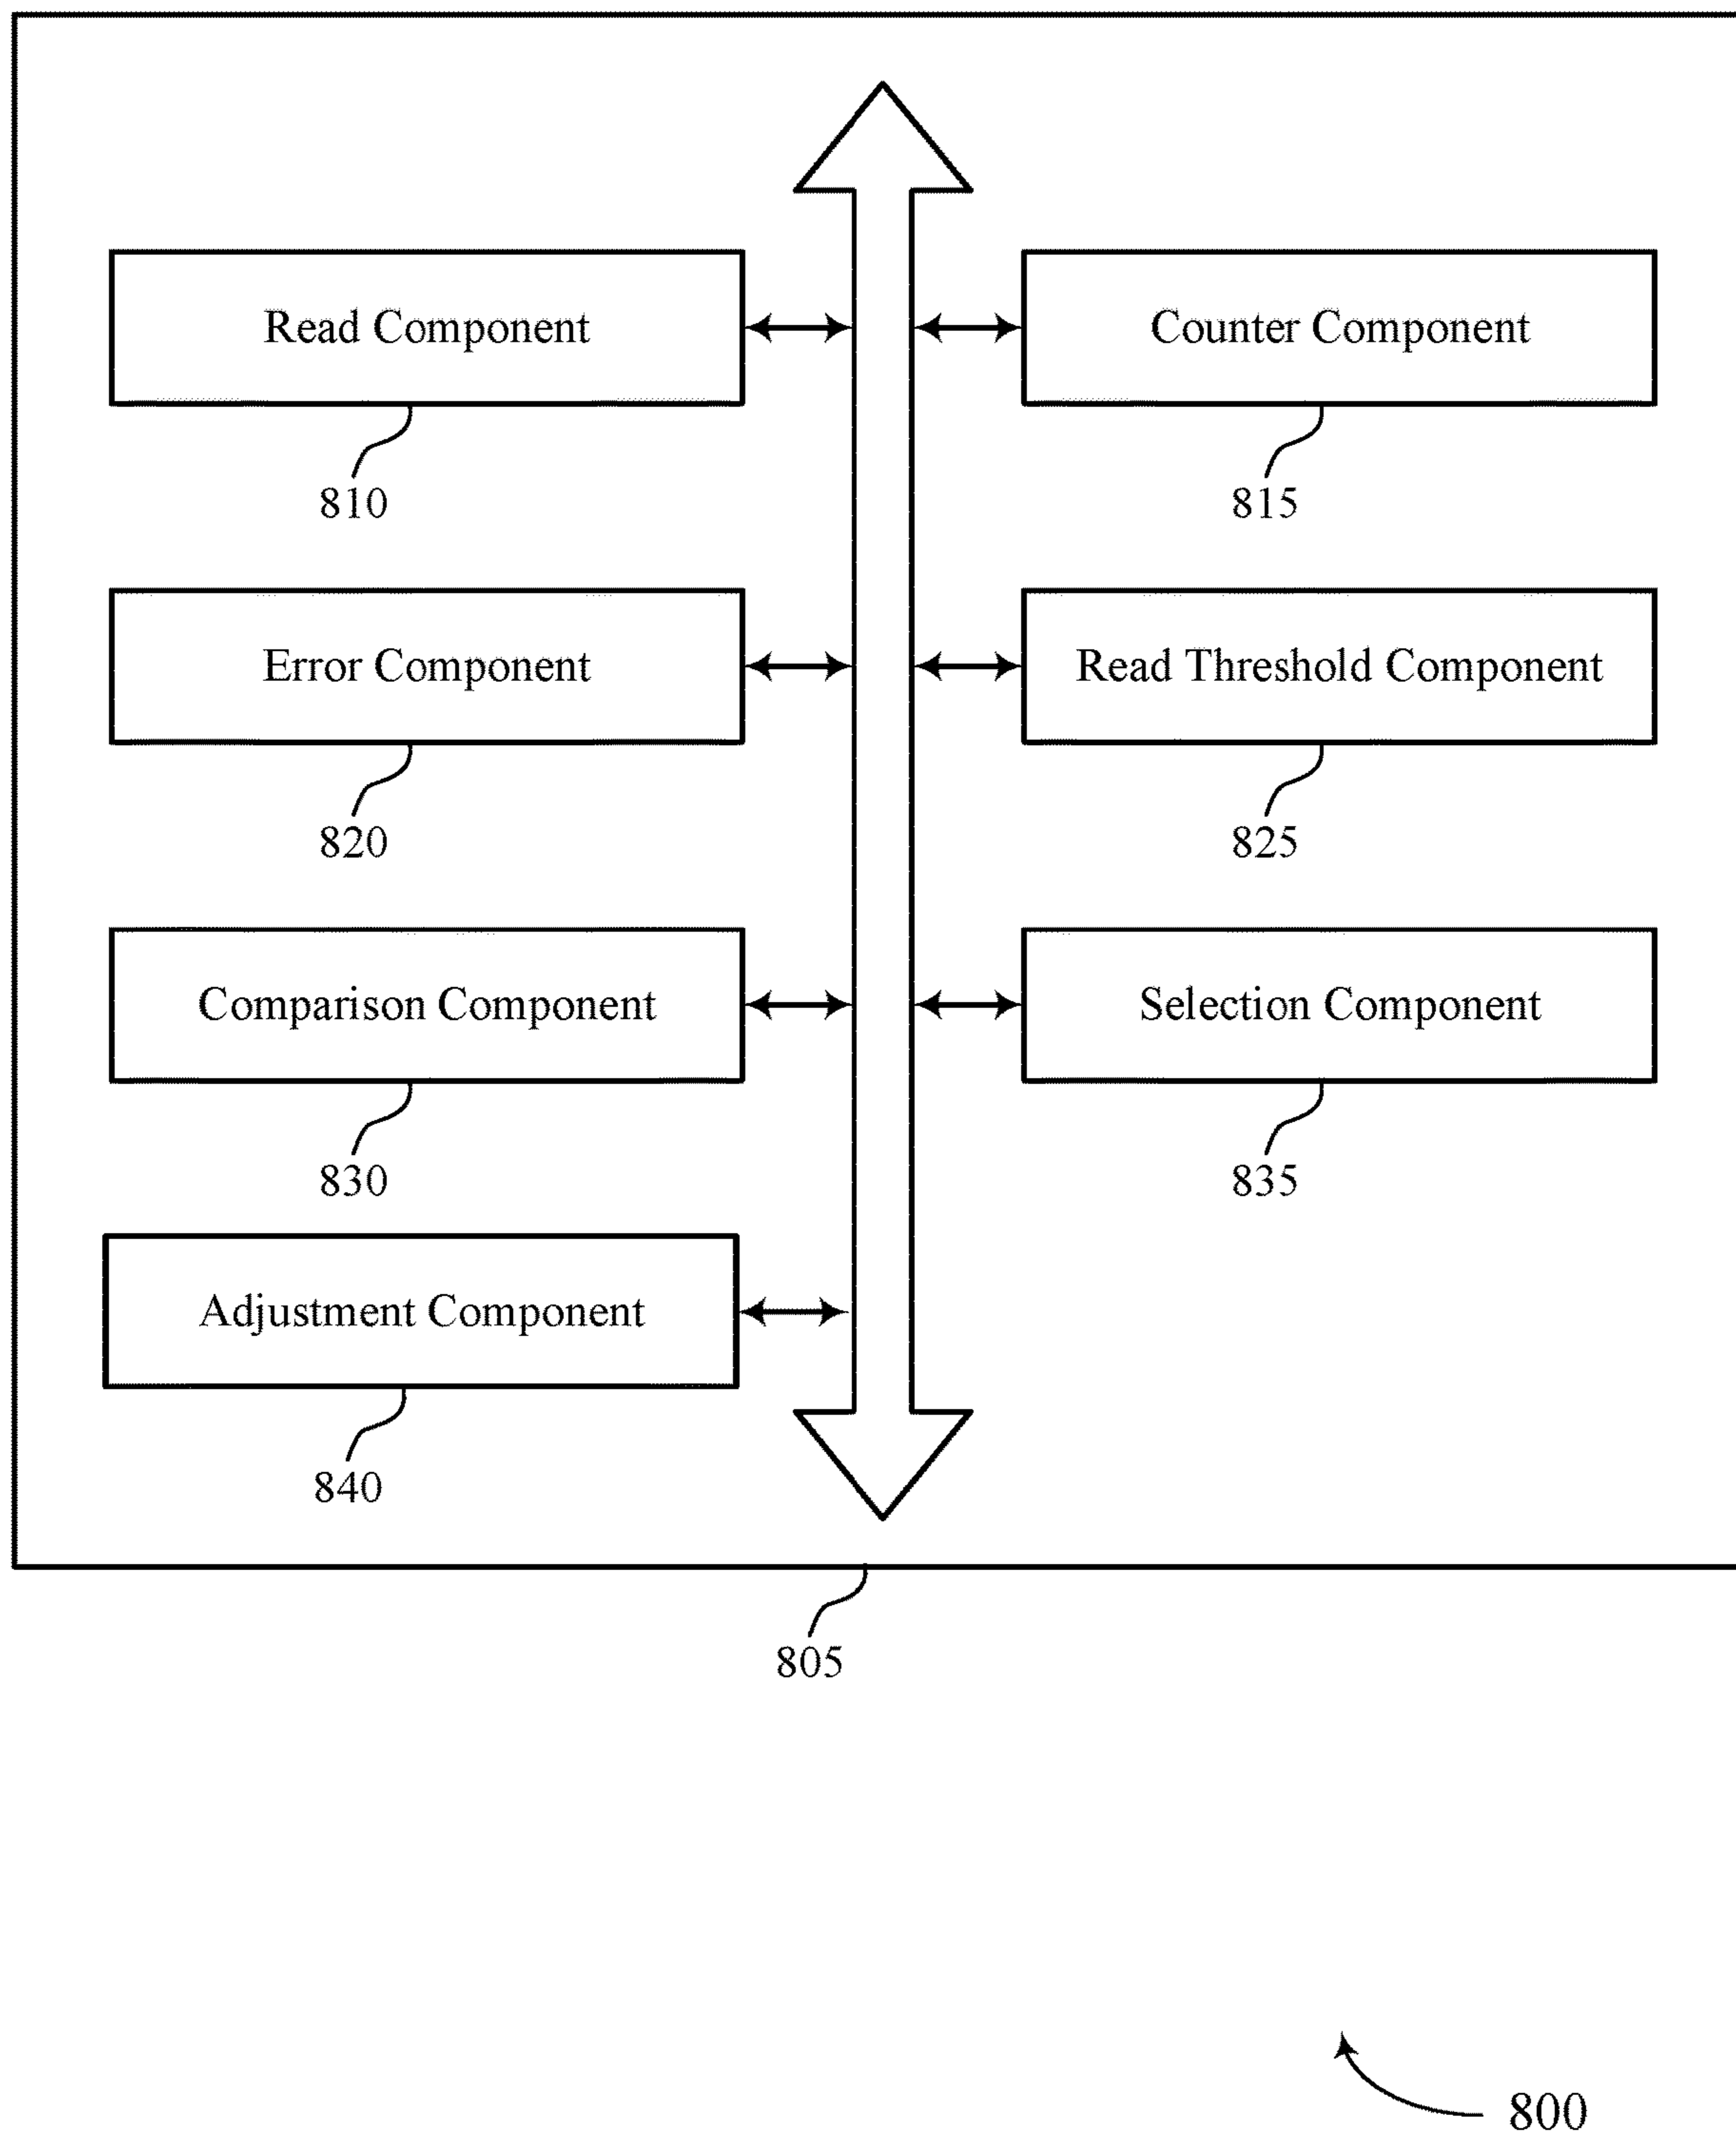 Read Component
Counter Component
810
815
Error Component
Read Threshold Component
820
825
Comparison Component
Selection Component
830
835
Adjustment Component
840
805
800